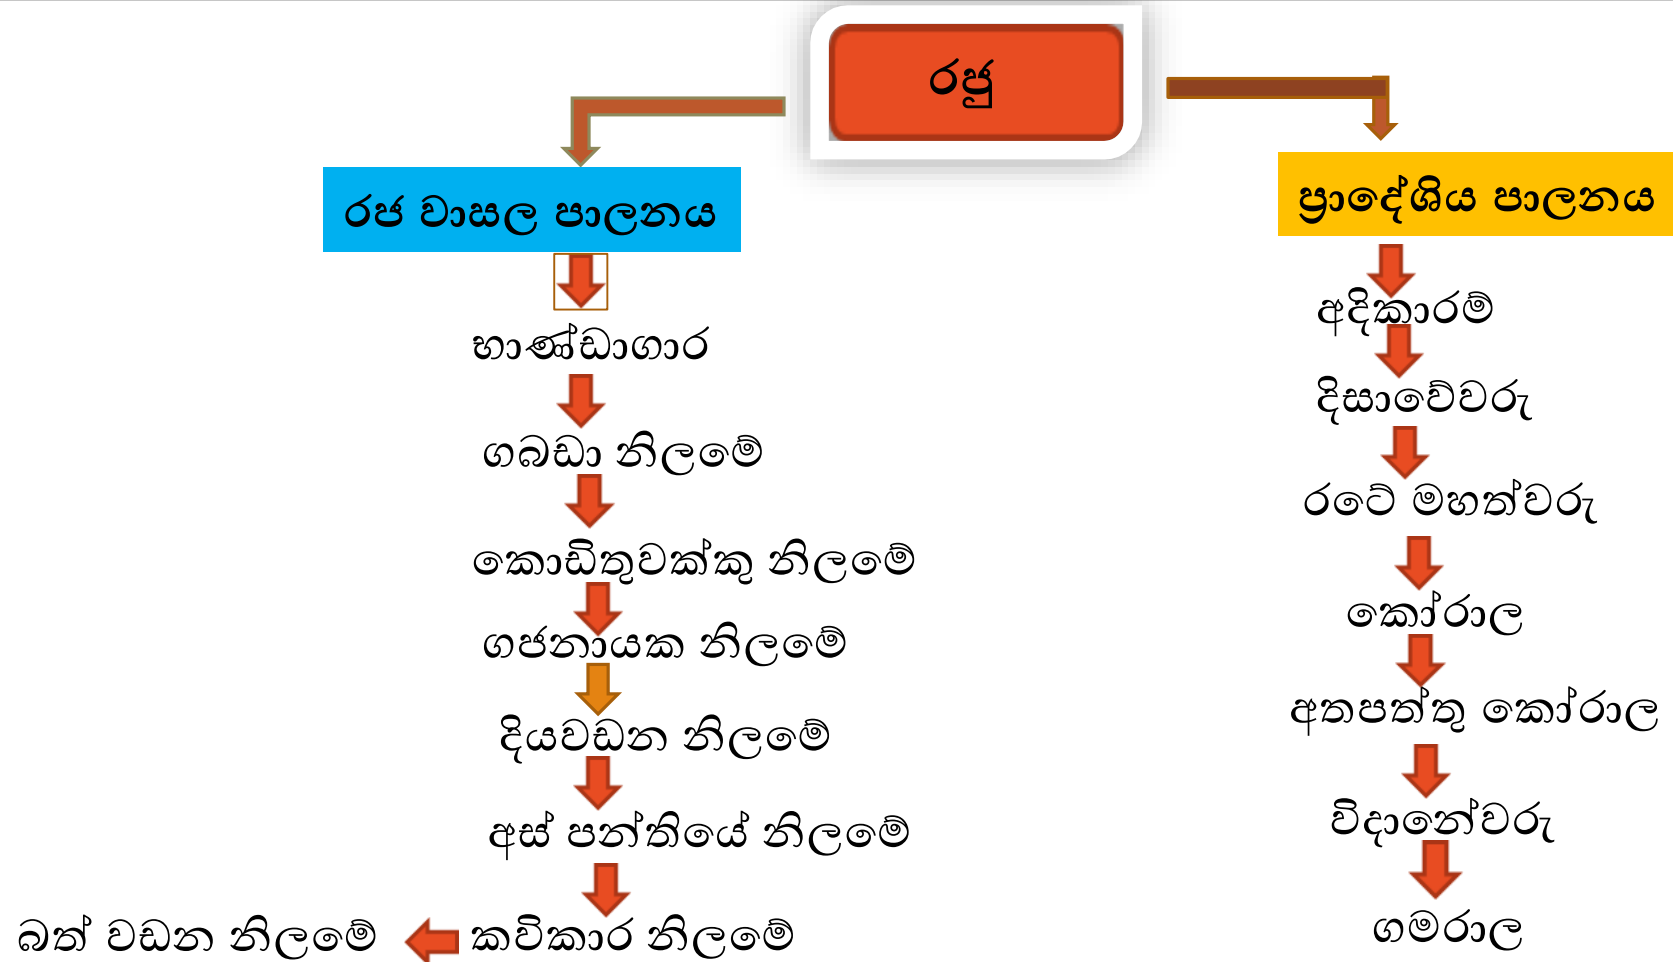 රජු
රජ වාසල පාලනය
භාණ්ඩාගාර
ගබඩා නිලමේ
කොඩිතුවක්කු නිලමේ
ගජනායක නිලමේ
දියවඩන නිලමේ
අස් පන්තියේ නිලමේ
කවිකාර නිලමේ
බත් වඩන නිලමේ
ප්‍රාදේශිය පාලනය
අදිකාරම්
දිසාවේවරු
රටේ මහත්වරු
කෝරාල
අතපත්තු කෝරාල
විදානේවරු
ගමරාල